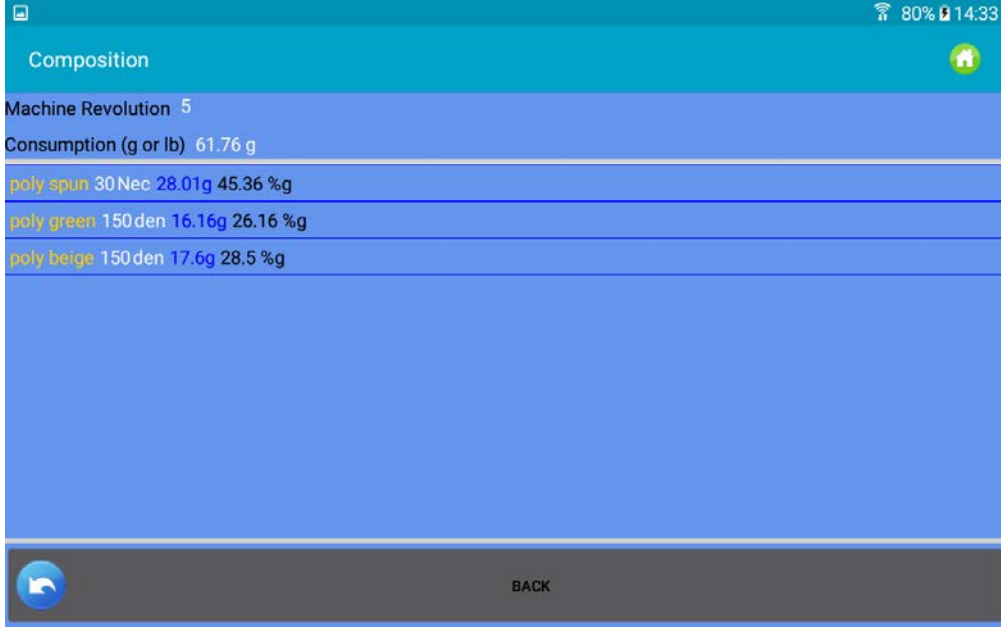 80% 14:33
Composition
Machine Revolution 5
Consumption (g or lb) 61.76 g
poly spun 30 Nec 28.01g 45.36 %g
poly green 150 den 16.16g 26.16 %g
poly beige 150 den 17.6g 28.5 %g
BACK